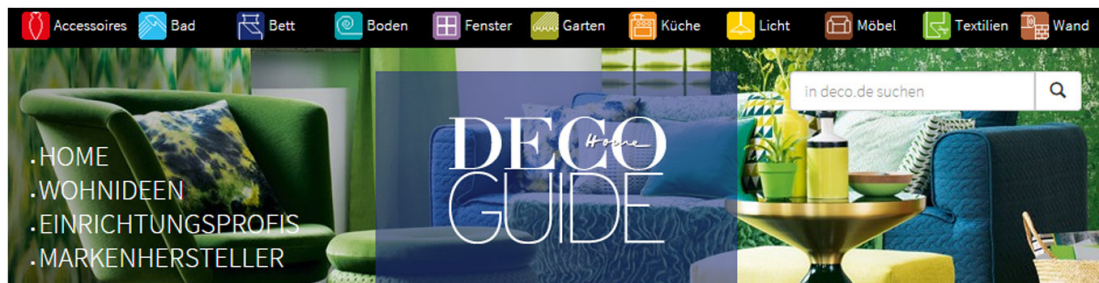 Accessoires Bad Bett Boden Fenster Garten Küche Licht Möbel Textilien Wand
in deco.de suchen
DECO
Home
GUIDE
HOME
WOHNIDEEN
EINRICHTUNGSPROFIS
MARKENHERSTELLER